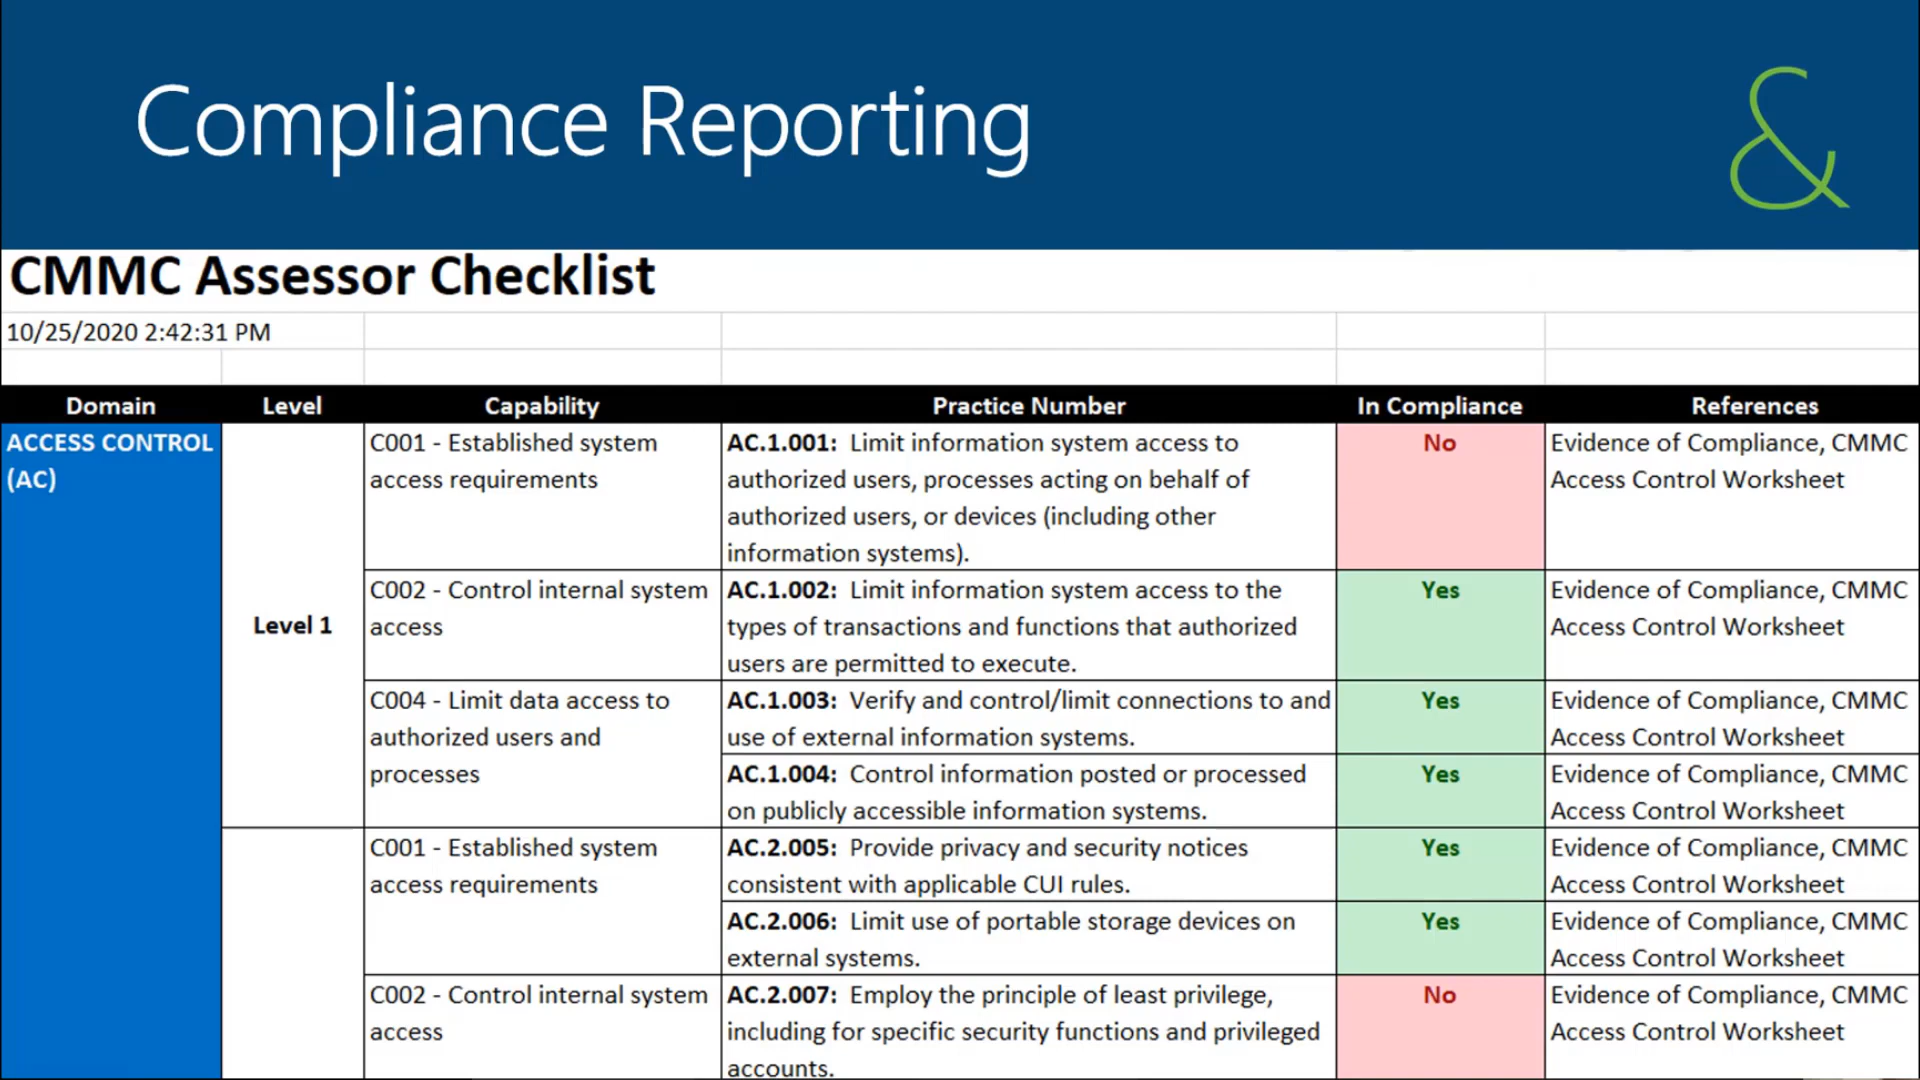 Compliance Reporting
&
CMMC Assessor Checklist
10/25/2020 2:42:31 PM
Domain Level Capability Practice Number In Compliance References
ACCESS CONTROL
(AC)
Level 1
C001 - Established system
access requirements
AC.1.001: Limit information system access to
authorized users, processes acting on behalf of
authorized users, or devices (including other
information systems).
No
Evidence of Compliance, CMMC
Access Control Worksheet
C002 - Control internal system
access
AC.1.002: Limit information system access to the
types of transactions and functions that authorized
users are permitted to execute.
Yes
Evidence of Compliance, CMMC
Access Control Worksheet
C004 - Limit data access to
authorized users and
processes
AC.1.003: Verify and control/limit connections to and
use of external information systems.
Yes
Evidence of Compliance, CMMC
Access Control Worksheet
AC.1.004: Control information posted or processed
on publicly accessible information systems.
Yes
Evidence of Compliance, CMMC
Access Control Worksheet
C001 - Established system
access requirements
AC.2.005: Provide privacy and security notices
consistent with applicable CUI rules.
Yes
Evidence of Compliance, CMMC
Access Control Worksheet
AC.2.006: Limit use of portable storage devices on
external systems.
Yes
Evidence of Compliance, CMMC
Access Control Worksheet
C002 - Control internal system
access
AC.2.007: Employ the principle of least privilege,
including for specific security functions and privileged
accounts.
No
Evidence of Compliance, CMMC
Access Control Worksheet